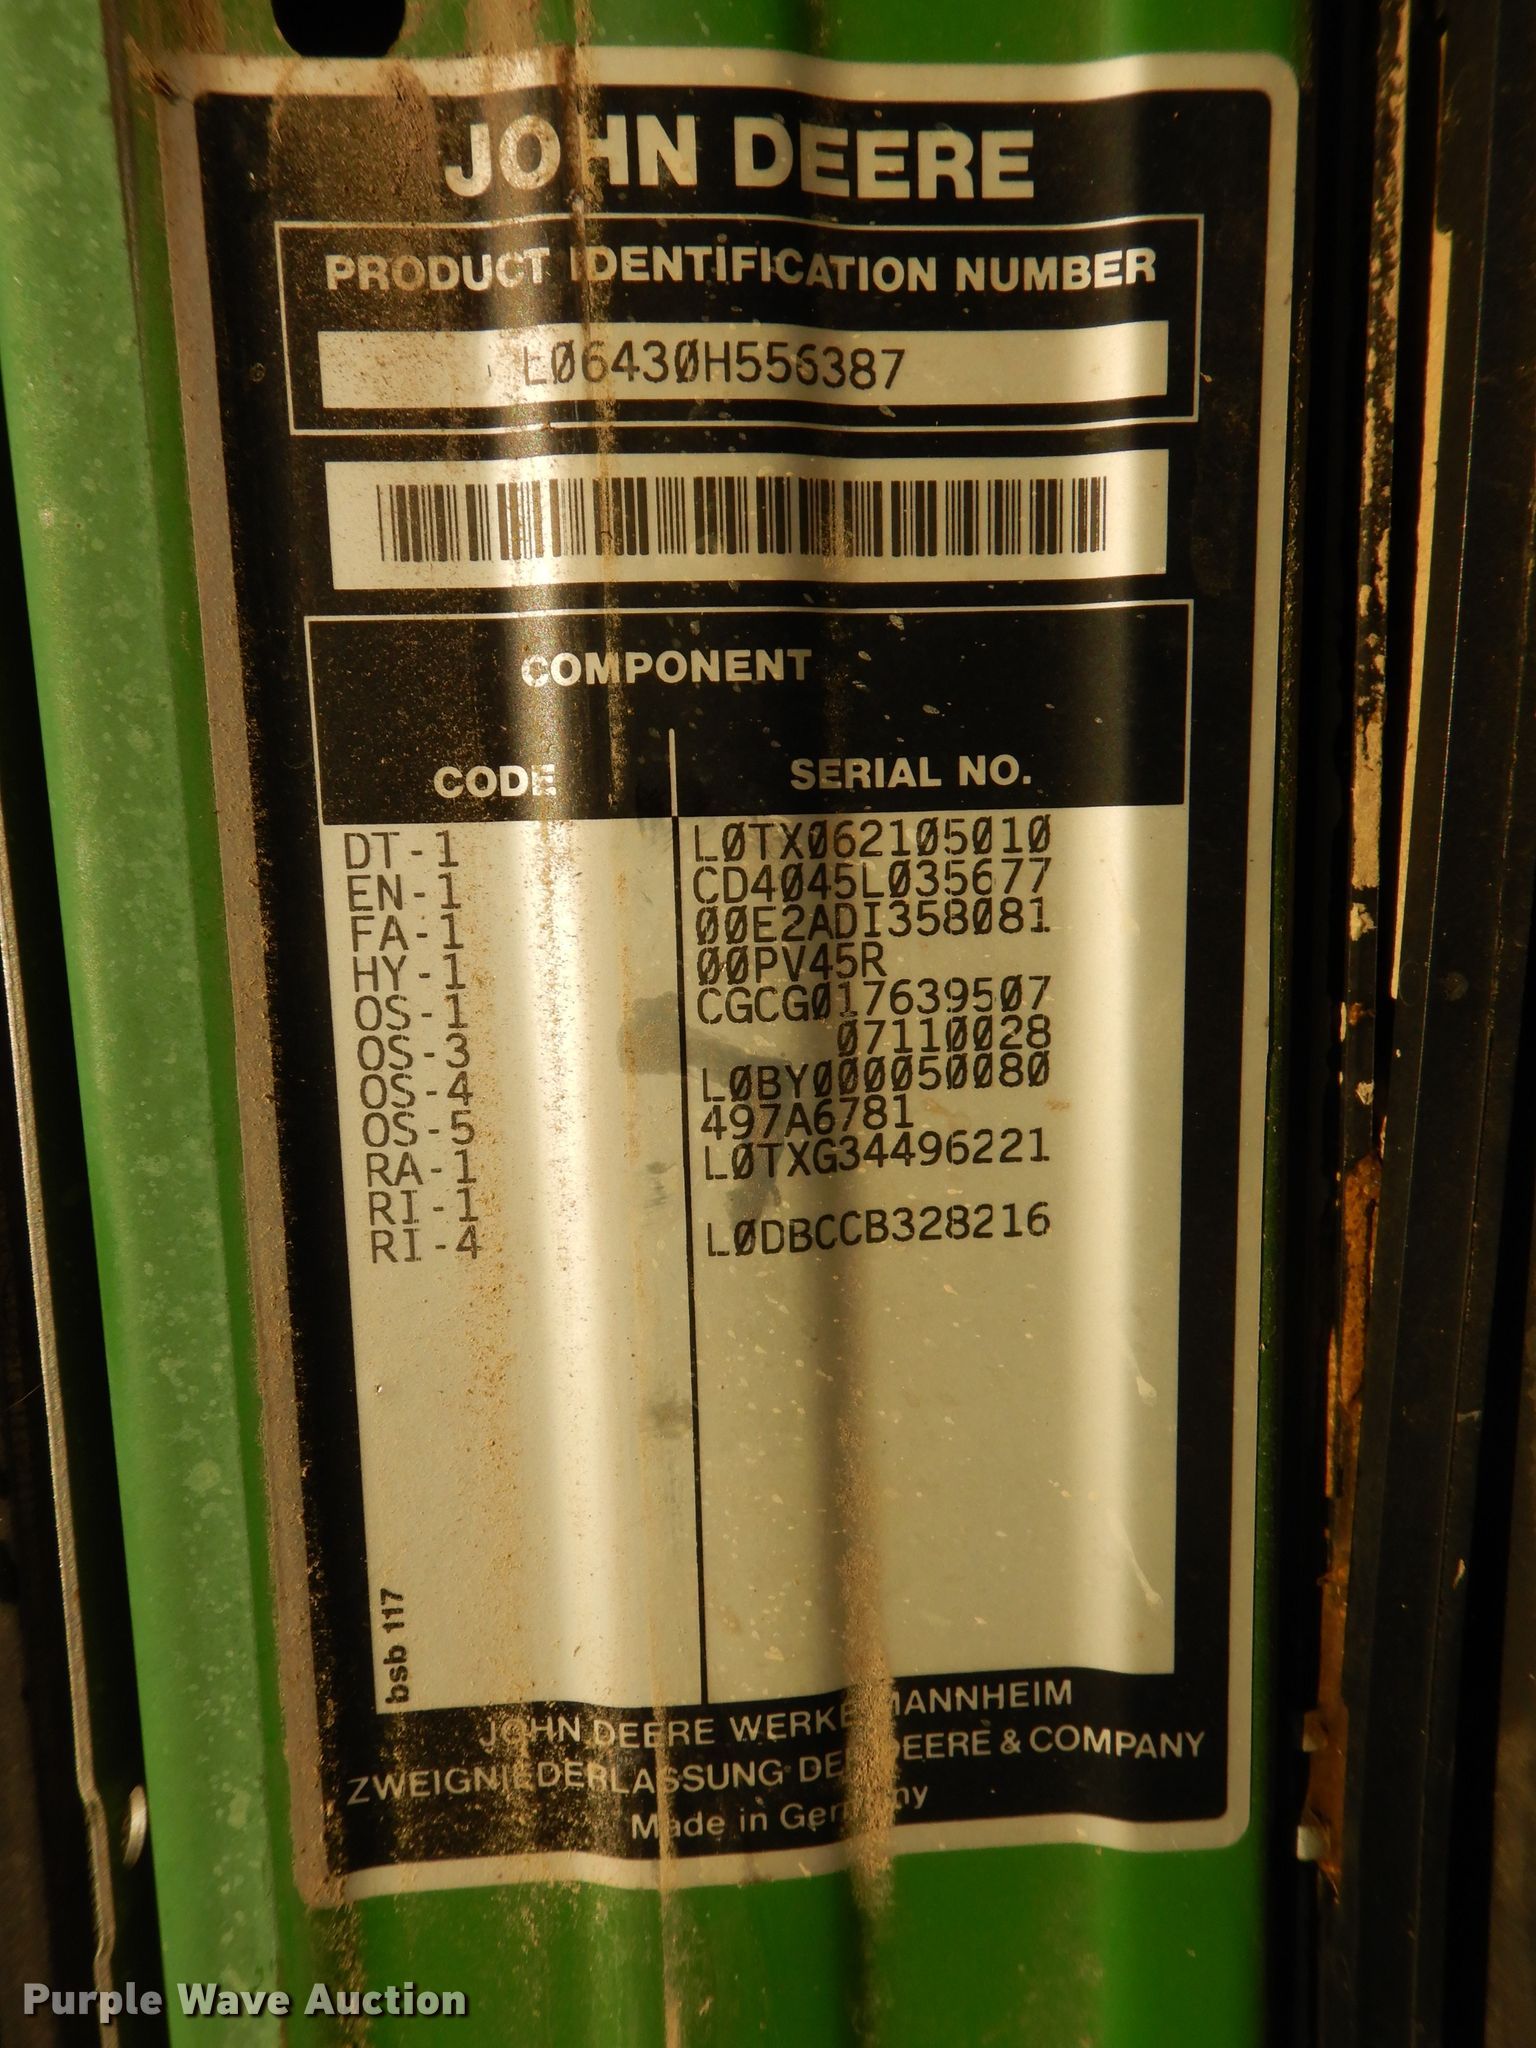 JOHN DEERE
PRODUCT IDENTIFICATION NUMBER
L06430H556387
COMPONENT
CODE SERIAL NO.
DT-1 L0TX062105010
EN-1 CD4045L035677
FA-1 00E2ADI358081
HY-1 00PV45R
OS-1 CGCG017639507
OS-3 07110028
OS-4 L0BY000050080
OS-5 497A6781
RA-1 L0TXG34496221
RI-1
RI-4 L0DBCCB328216
bsb 117
JOHN DEERE WERKE MANNHEIM
ZWEIGNIEDERLASSUNG DER DEERE & COMPANY
Made in Germany
Purple Wave Auction